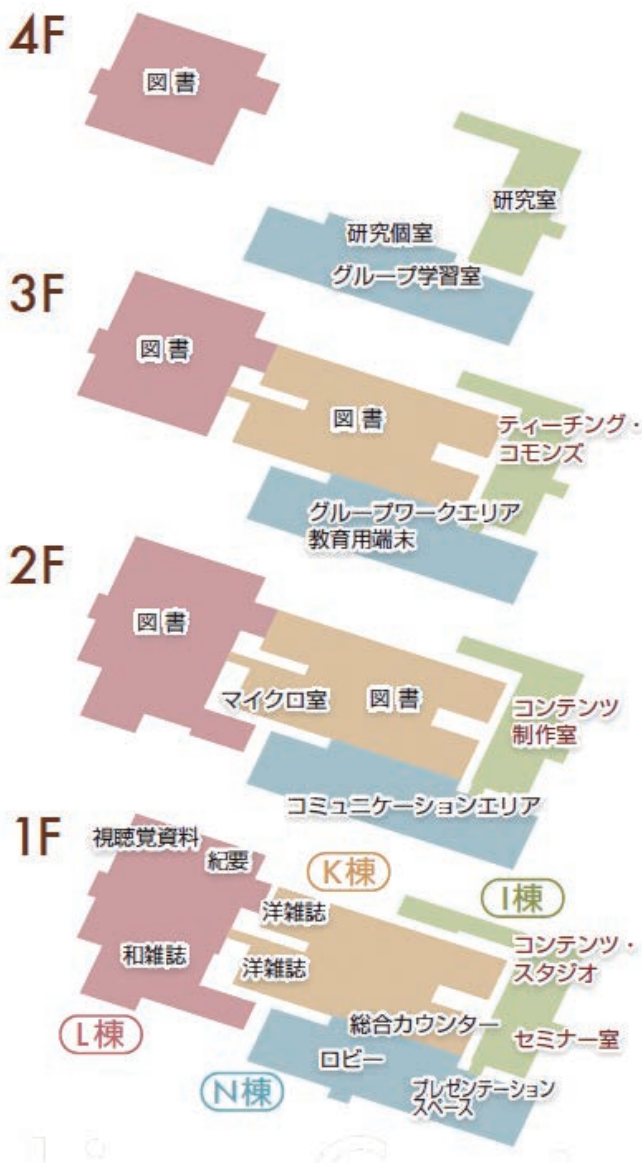 4F
図書
研究室
研究個室
グループ学習室
3F
図書
図書
ティーチング・
コモンズ
グループワークエリア
教育用端末
2F
図書
マイクロ室
図書
コンテンツ
制作室
コミュニケーションエリア
1F
視聴覚資料
紀要
K棟
I棟
洋雑誌
コンテンツ・
スタジオ
和雑誌
洋雑誌
総合カウンター
セミナー室
L棟
ロビー
N棟
プレゼンテーション
スペース